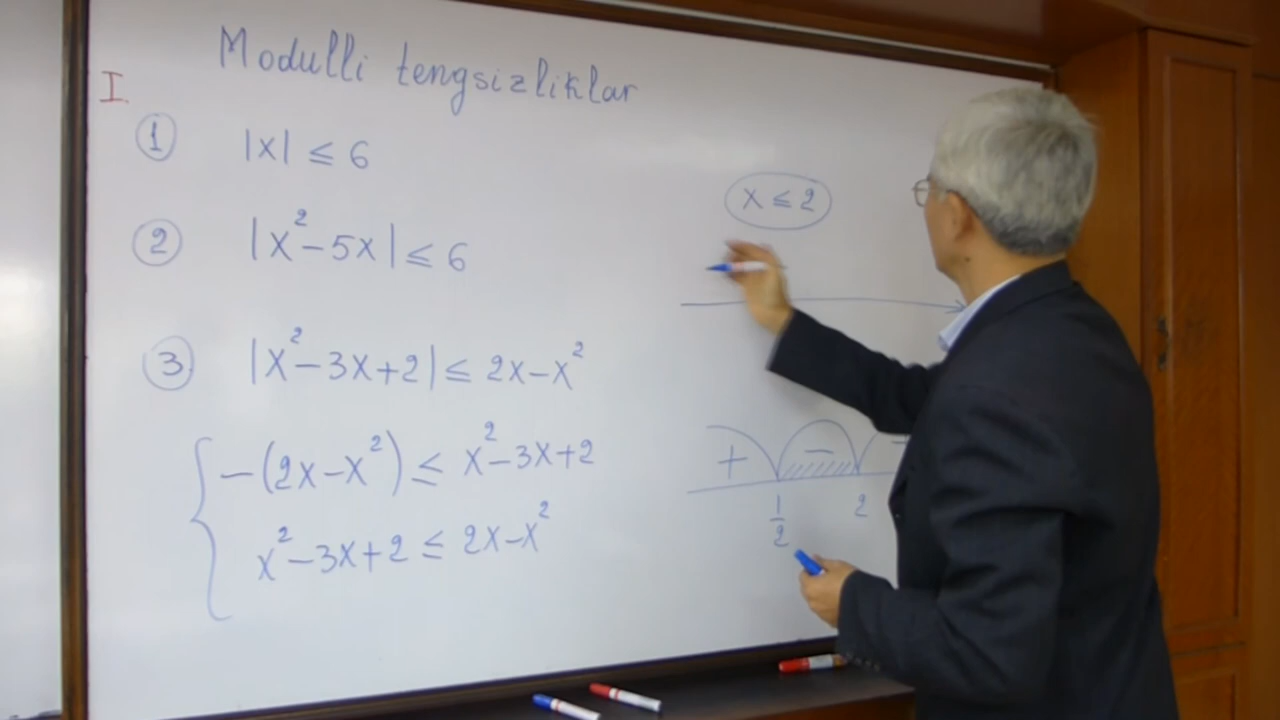 Modulli tengsizliklar
I.
① |x| ≤ 6
② |x²-5x| ≤ 6
③ |x²-3x+2| ≤ 2x-x²
{ -(2x-x²) ≤ x²-3x+2
x²-3x+2 ≤ 2x-x²
x ≤ 2
+ - -
1/2 2